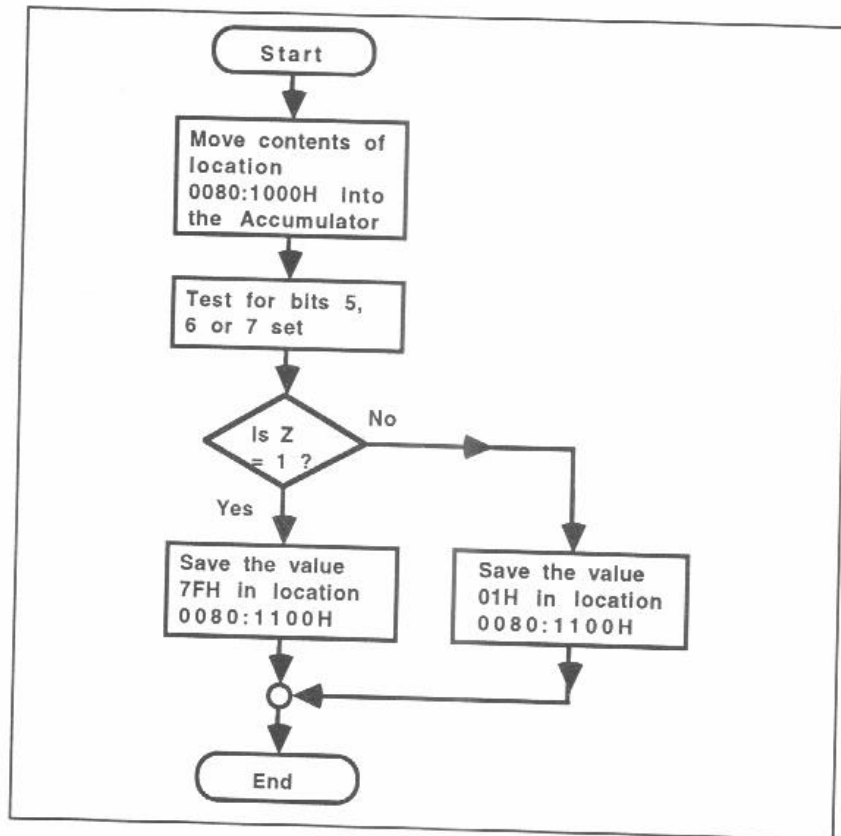 Start
Move contents of
location
0080:1000H into
the Accumulator
Test for bits 5,
6 or 7 set
Is Z
= 1 ?
No
Yes
Save the value
7FH in location
0080:1100H
Save the value
01H in location
0080:1100H
End